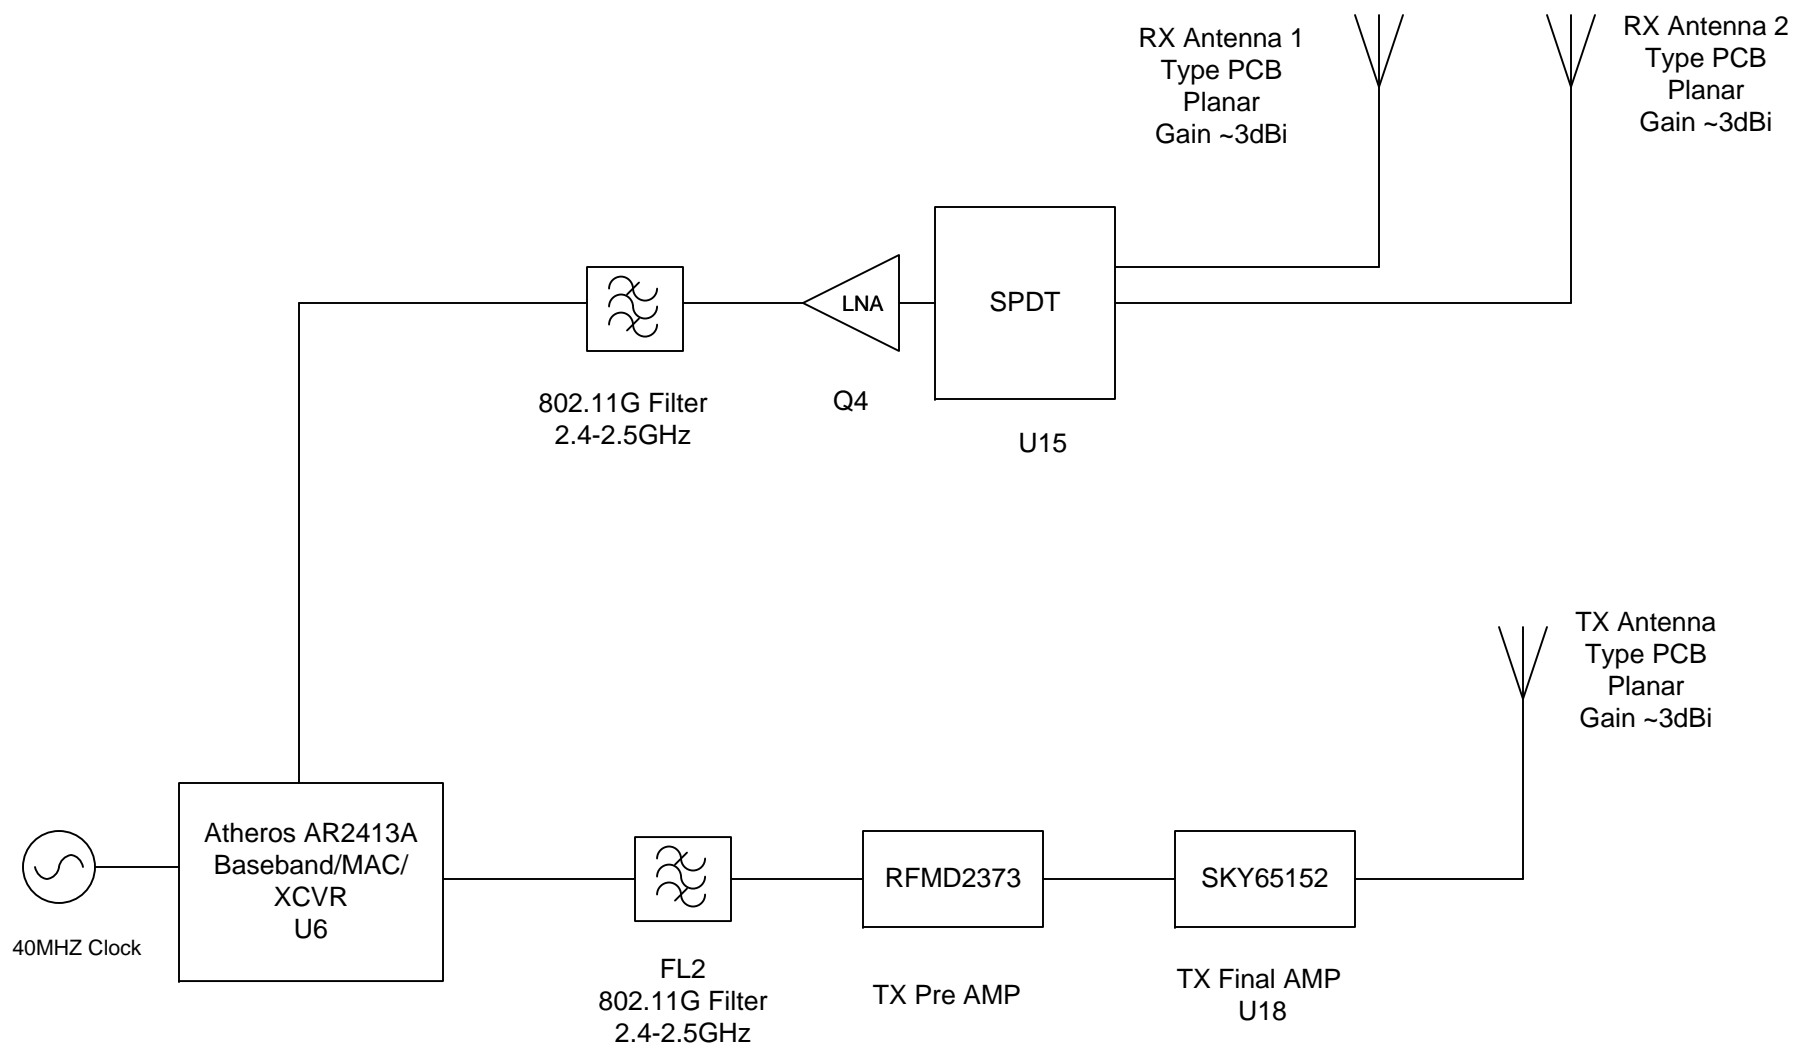 RX Antenna 1
Type PCB
Planar
Gain ~3dBi
RX Antenna 2
Type PCB
Planar
Gain ~3dBi
LNA
SPDT
802.11G Filter
2.4-2.5GHz
Q4
U15
TX Antenna
Type PCB
Planar
Gain ~3dBi
Atheros AR2413A
Baseband/MAC/
XCVR
U6
40MHZ Clock
RFMD2373
SKY65152
FL2
802.11G Filter
2.4-2.5GHz
TX Pre AMP
TX Final AMP
U18